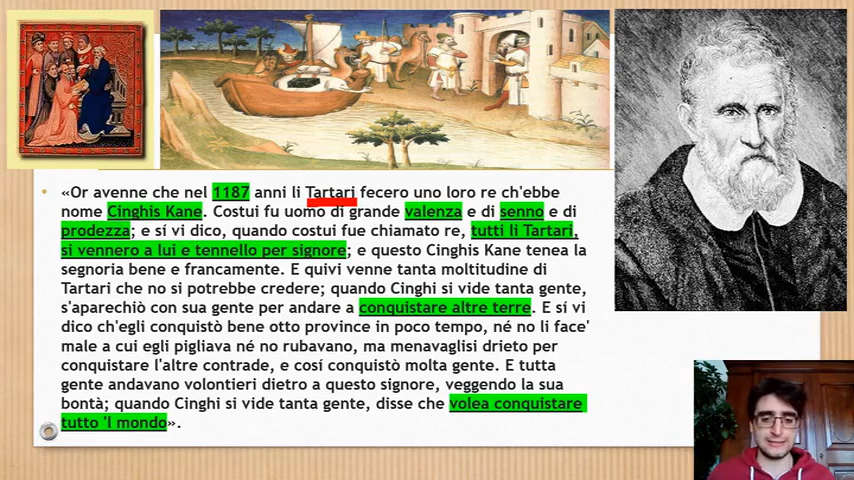 «Or avenne che nel 1187 anni li Tartari fecero uno loro re ch'ebbe
nome Cinghis Kane. Costui fu uomo di grande valenza e di senno e di
prodezza; e sí vi dico, quando costui fue chiamato re, tutti li Tartari,
si vennero a lui e tennello per signore; e questo Cinghis Kane tenea la
segnoria bene e francamente. E quivi venne tanta moltitudine di
Tartari che no si potrebbe credere; quando Cinghi si vide tanta gente,
s'aparechiò con sua gente per andare a conquistare altre terre. E sí vi
dico ch'egli conquistò bene otto province in poco tempo, né no li face'
male a cui egli pigliava né no rubavano, ma menavaglisi drieto per
conquistare l'altre contrade, e cosí conquistò molta gente. E tutta
gente andavano volontieri dietro a questo signore, veggendo la sua
bontà; quando Cinghi si vide tanta gente, disse che volea conquistare
tutto 'l mondo».